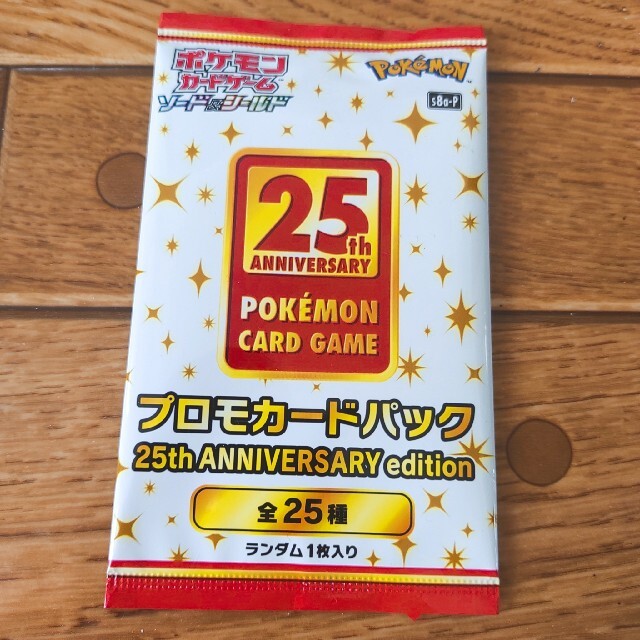 ポケモン
カードゲーム
ソード&シールド
POKéMON
s8a-P
25th
ANNIVERSARY
POKÉMON
CARD GAME
プロモカードパック
25th ANNIVERSARY edition
全25種
ランダム1枚入り